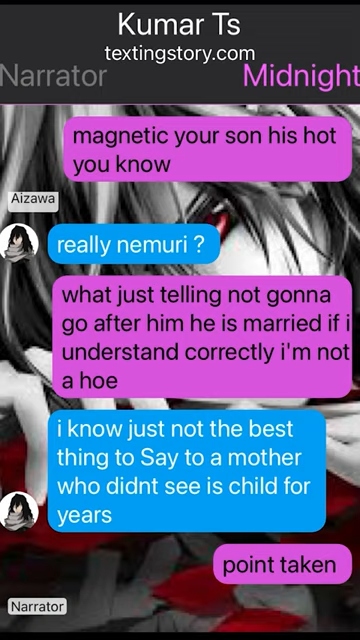 Kumar Ts
textingstory.com
Narrator Midnight
magnetic your son his hot
you know
Aizawa
really nemuri ?
what just telling not gonna
go after him he is married if i
understand correctly i'm not
a hoe
i know just not the best
thing to Say to a mother
who didnt see is child for
years
point taken
Narrator